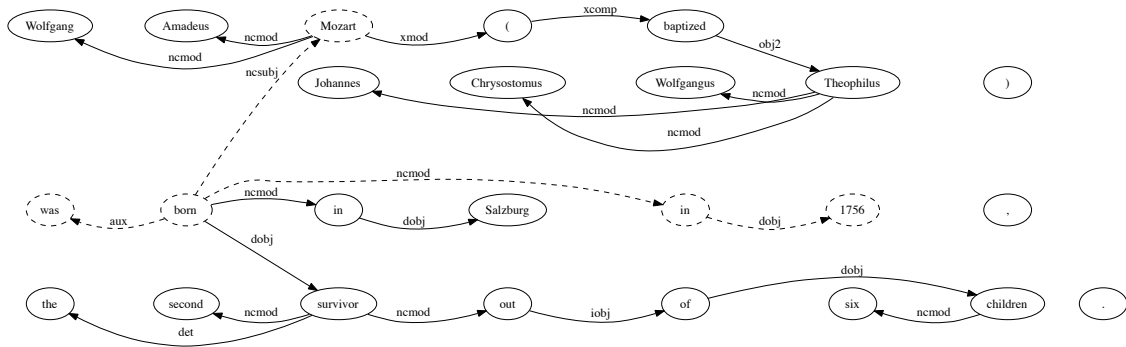 Wolfgang Amadeus Mozart ( baptized
ncmod xmod xcomp
ncmod obj2
ncsubj
Johannes Chrysostomus Wolfgangus Theophilus )
ncmod
ncmod
ncmod
was born in Salzburg in 1756 ,
aux ncmod dobj ncmod dobj
dobj
the second survivor out of six children .
ncmod ncmod iobj dobj ncmod
det